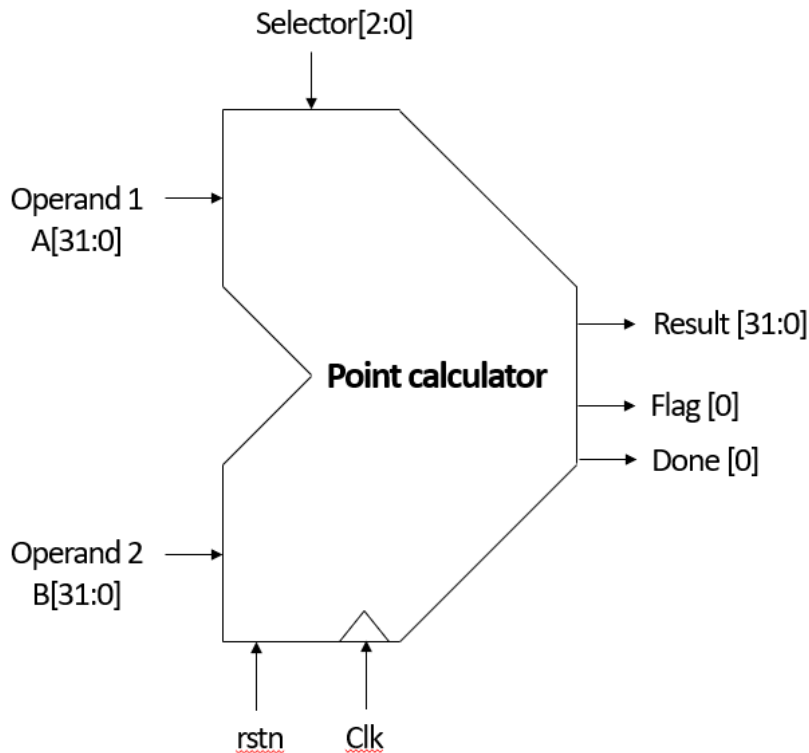 Selector[2:0]
Operand 1
A[31:0]
Result [31:0]
Point calculator
Flag [0]
Done [0]
Operand 2
B[31:0]
rstn
Clk